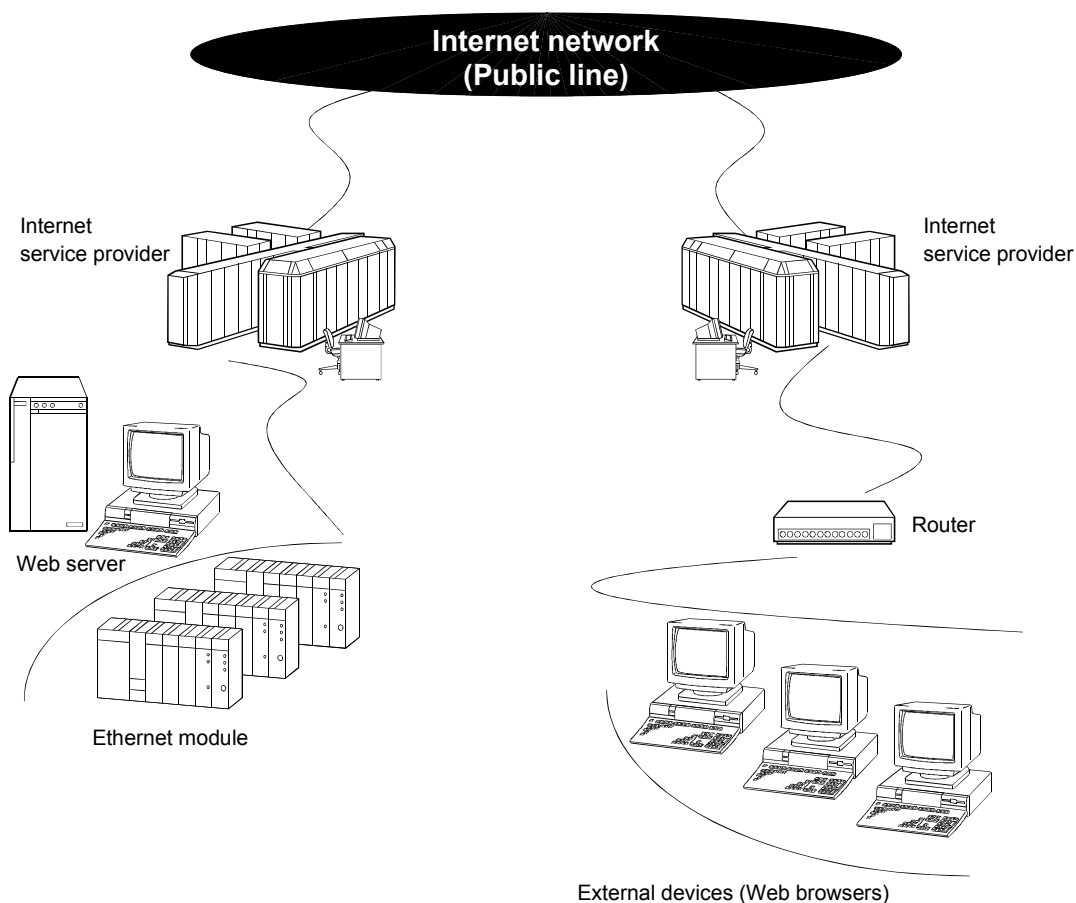 Internet network
(Public line)
Internet
service provider
Internet
service provider
Router
Web server
Ethernet module
External devices (Web browsers)